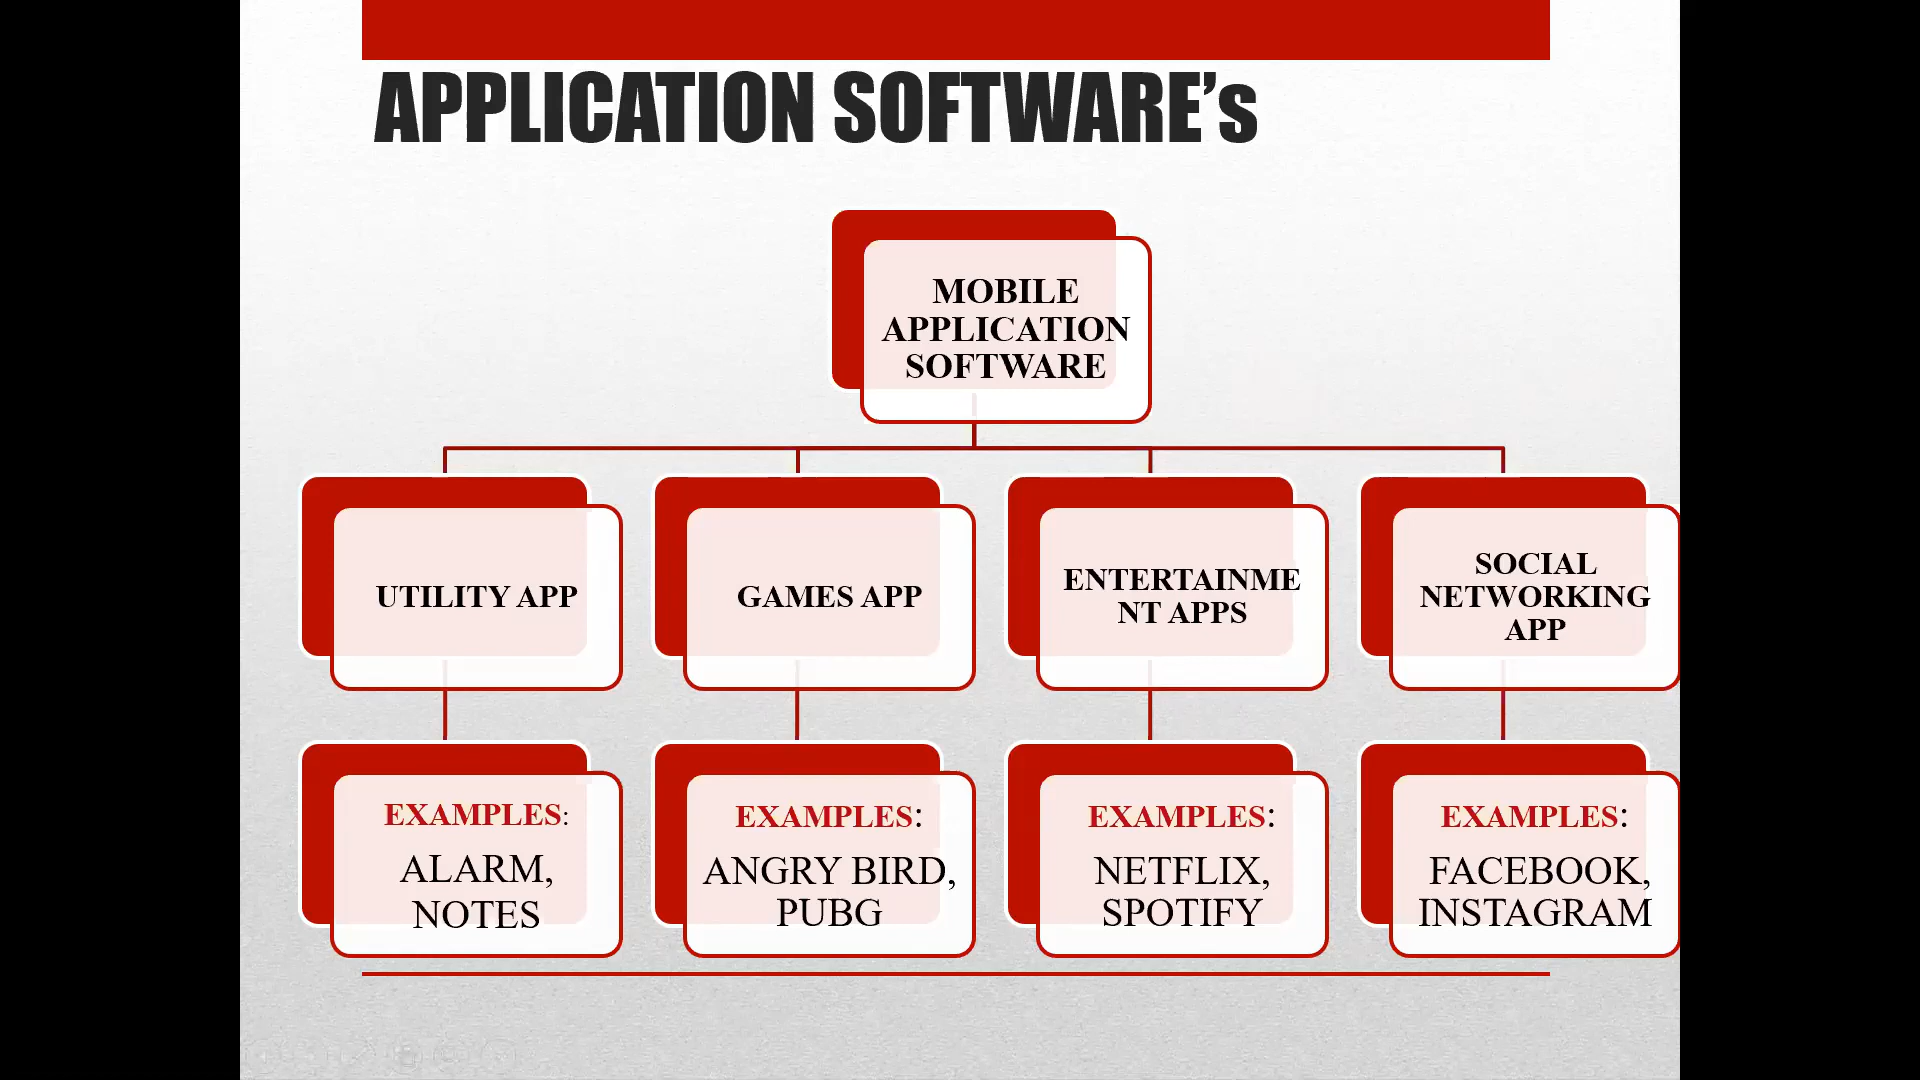 APPLICATION SOFTWARE’s
MOBILE
APPLICATION
SOFTWARE
UTILITY APP
GAMES APP
ENTERTAINME
NT APPS
SOCIAL
NETWORKING
APP
EXAMPLES:
ALARM,
NOTES
EXAMPLES:
ANGRY BIRD,
PUBG
EXAMPLES:
NETFLIX,
SPOTIFY
EXAMPLES:
FACEBOOK,
INSTAGRAM